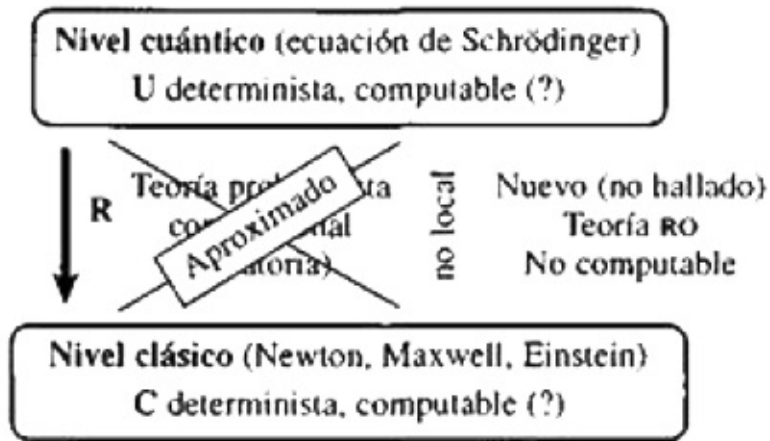 Nivel cuántico (ecuación de Schrödinger)
U determinista, computable (?)
R
Teoría
Aproximado
no local
Nuevo (no hallado)
Teoría RO
No computable
Nivel clásico (Newton, Maxwell, Einstein)
C determinista, computable (?)